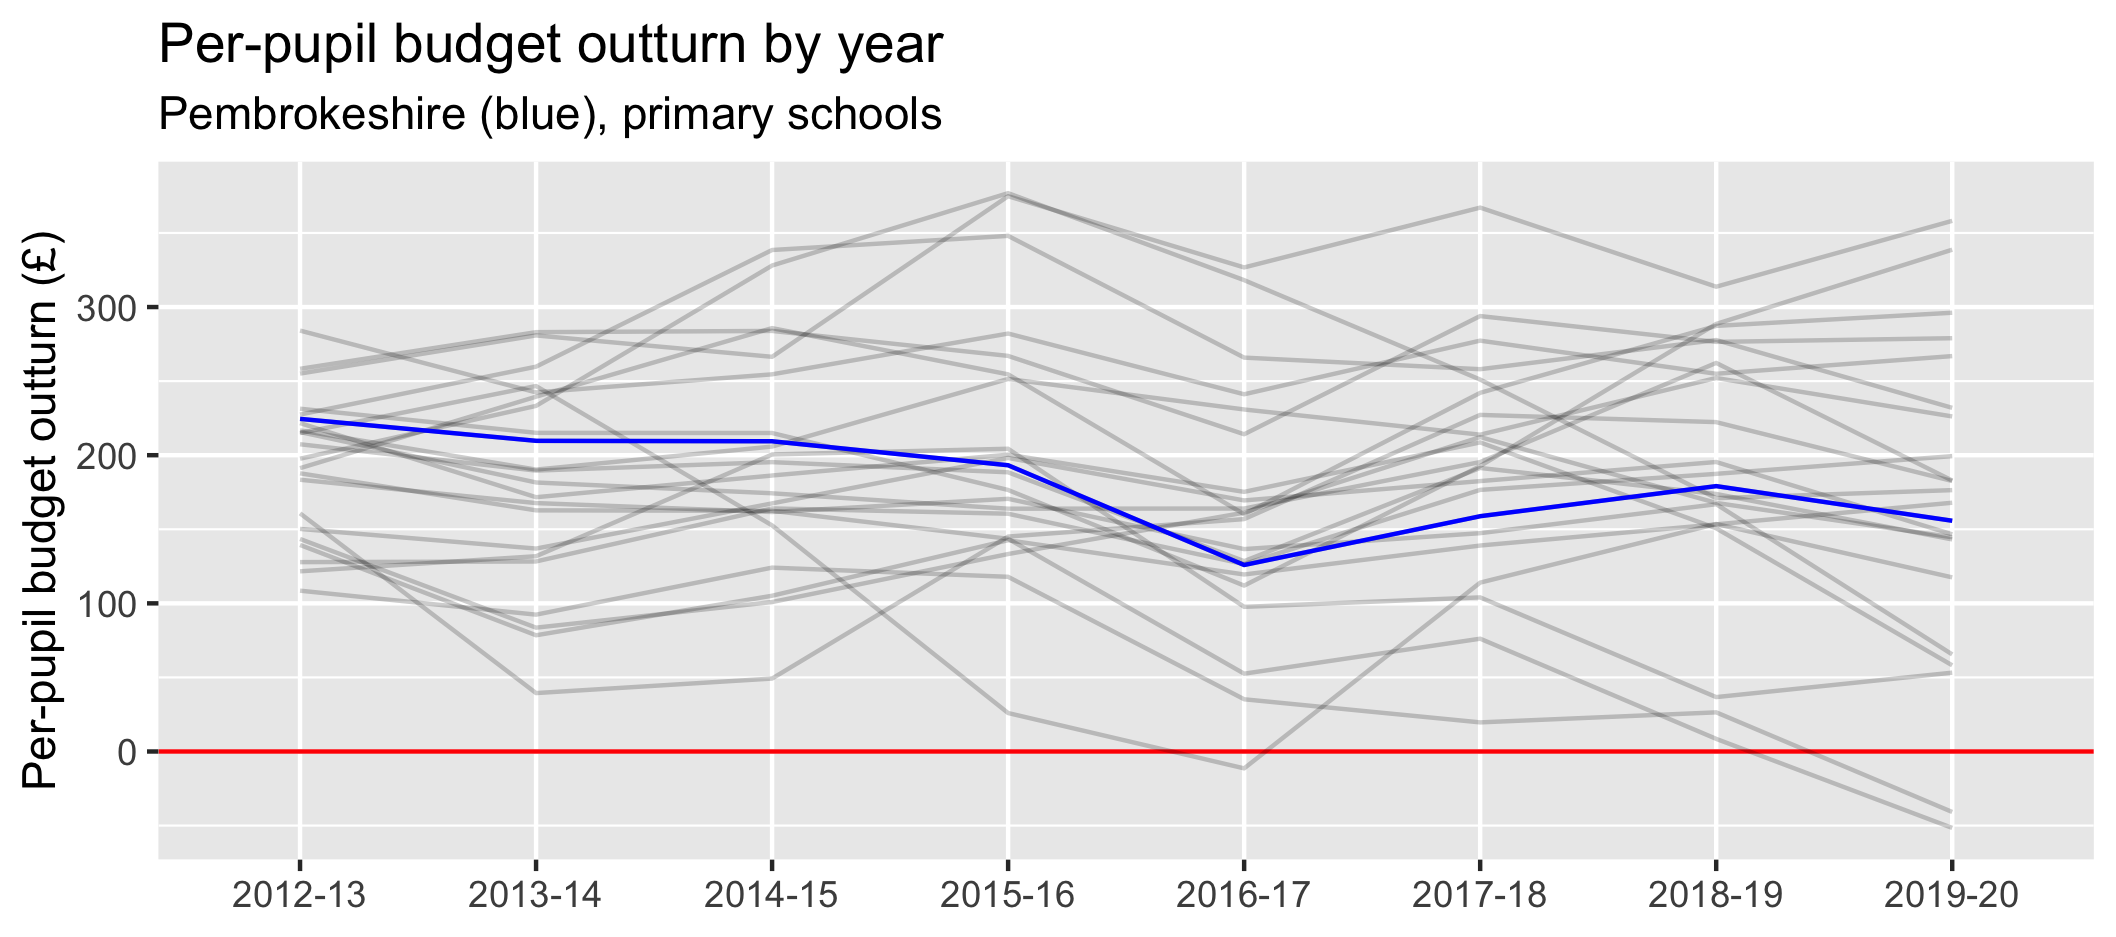 Per-pupil budget outturn by year
Pembrokeshire (blue), primary schools
Per-pupil budget outturn (£)
300
200
100
0
2012-13 2013-14 2014-15 2015-16 2016-17 2017-18 2018-19 2019-20